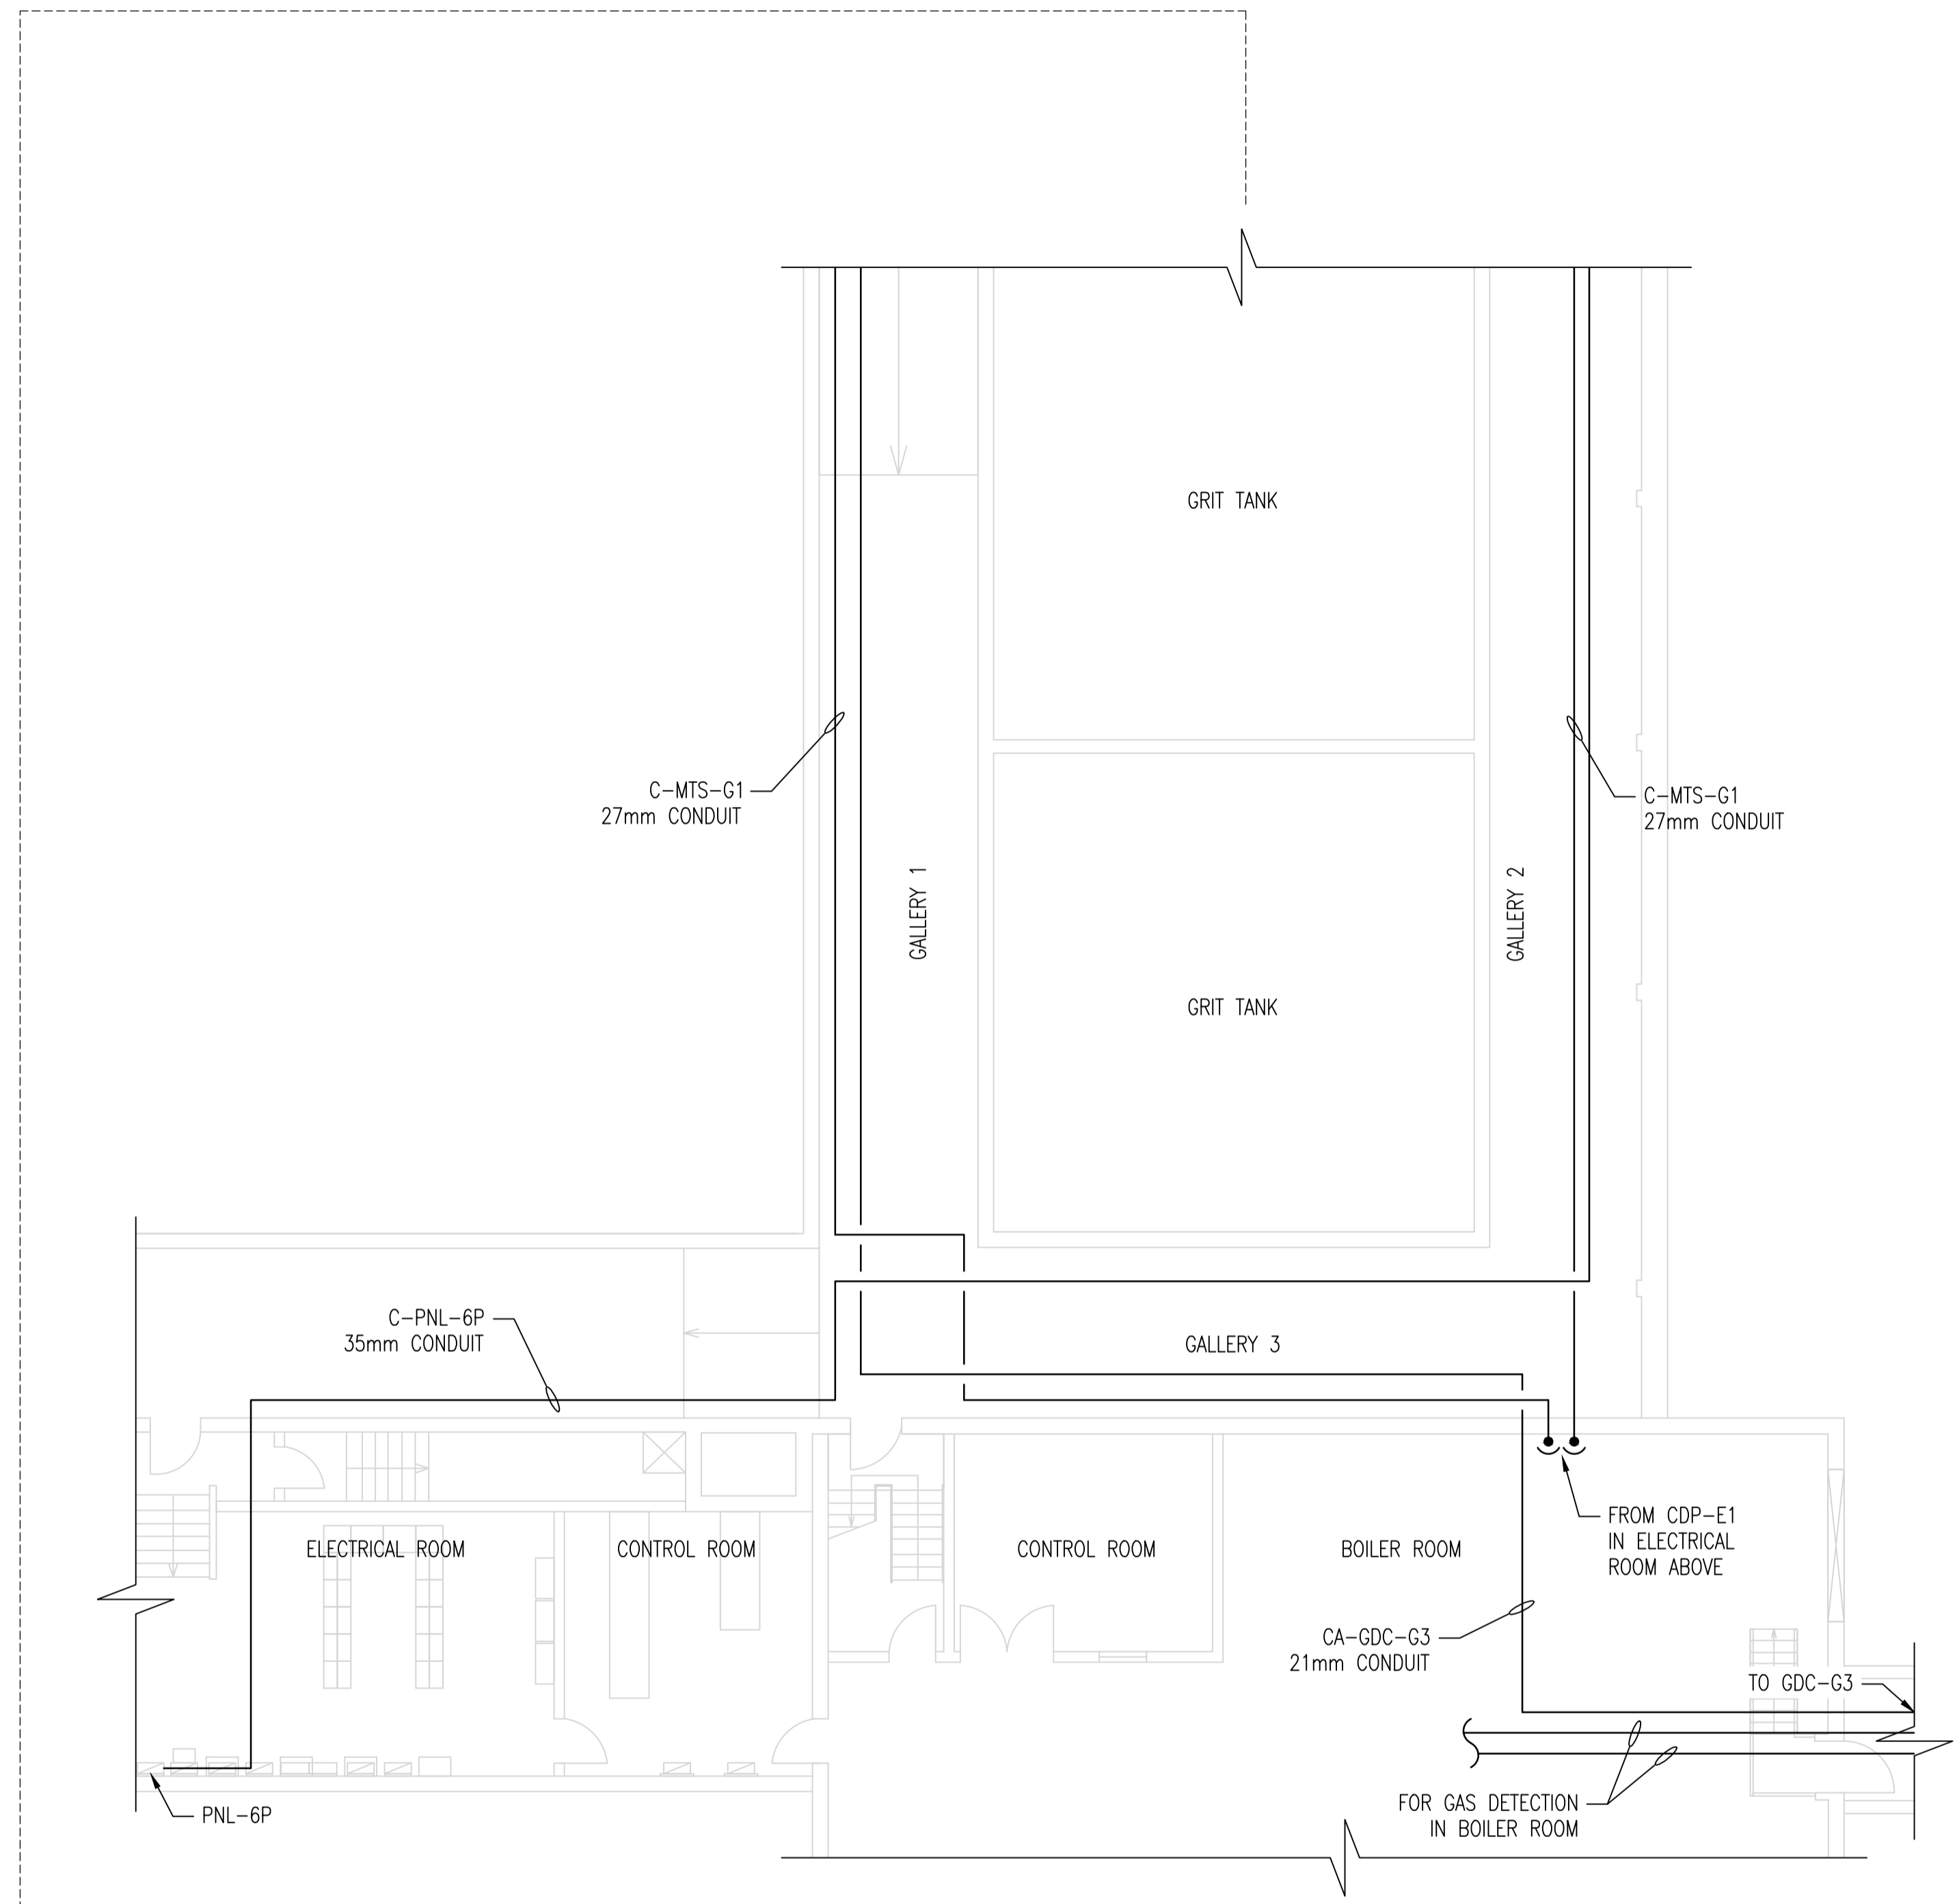 GRIT TANK
C-MTS-G1
27mm CONDUIT
C-MTS-G1
27mm CONDUIT
GALLERY 1
GALLERY 2
GRIT TANK
C-PNL-6P
35mm CONDUIT
GALLERY 3
ELECTRICAL ROOM
CONTROL ROOM
CONTROL ROOM
BOILER ROOM
FROM CDP-E1
IN ELECTRICAL
ROOM ABOVE
CA-GDC-G3
21mm CONDUIT
TO GDC-G3
FOR GAS DETECTION
IN BOILER ROOM
PNL-6P